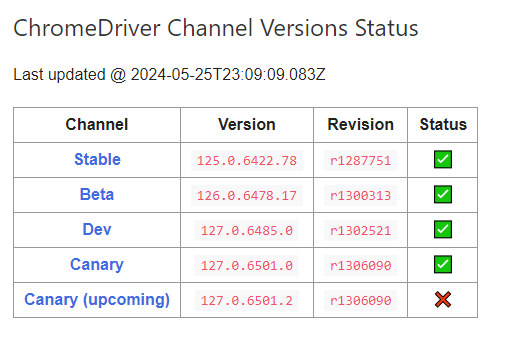 ChromeDriver Channel Versions Status
Last updated @ 2024-05-25T23:09:09.083Z
Channel Version Revision Status
Stable 125.0.6422.78 r1287751 ✅
Beta 126.0.6478.17 r1300313 ✅
Dev 127.0.6485.0 r1302521 ✅
Canary 127.0.6501.0 r1306090 ✅
Canary (upcoming) 127.0.6501.2 r1306090 ❌